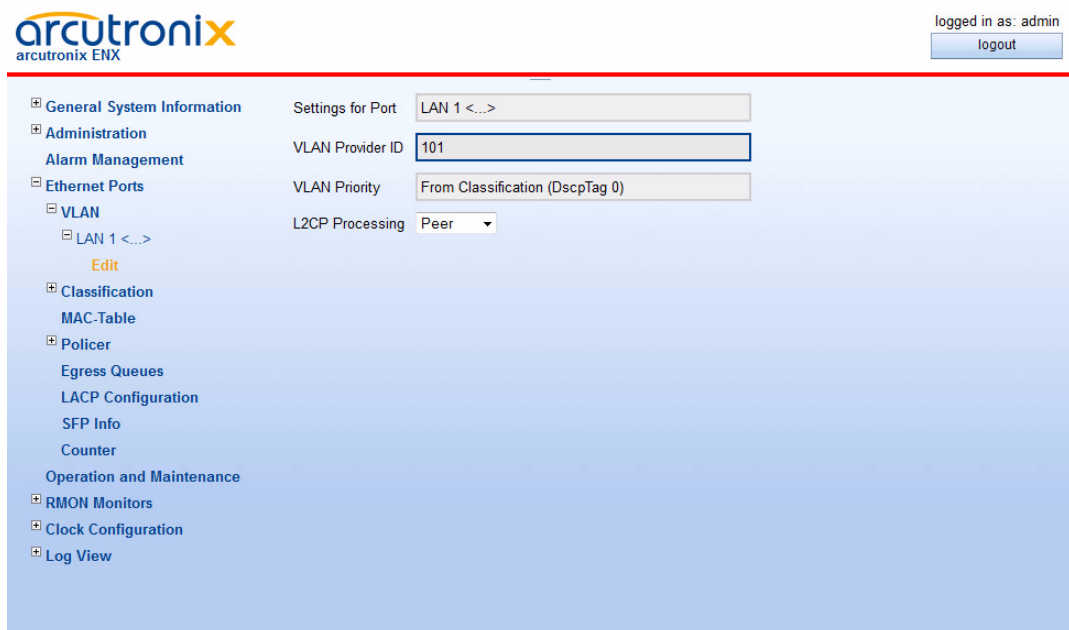 arcutronix
arcutronix ENX
logged in as: admin
logout
General System Information
Administration
Alarm Management
Ethernet Ports
VLAN
LAN 1 <...>
Edit
Classification
MAC-Table
Policer
Egress Queues
LACP Configuration
SFP Info
Counter
Operation and Maintenance
RMON Monitors
Clock Configuration
Log View
Settings for Port LAN 1 <...>
VLAN Provider ID 101
VLAN Priority From Classification (DscpTag 0)
L2CP Processing Peer